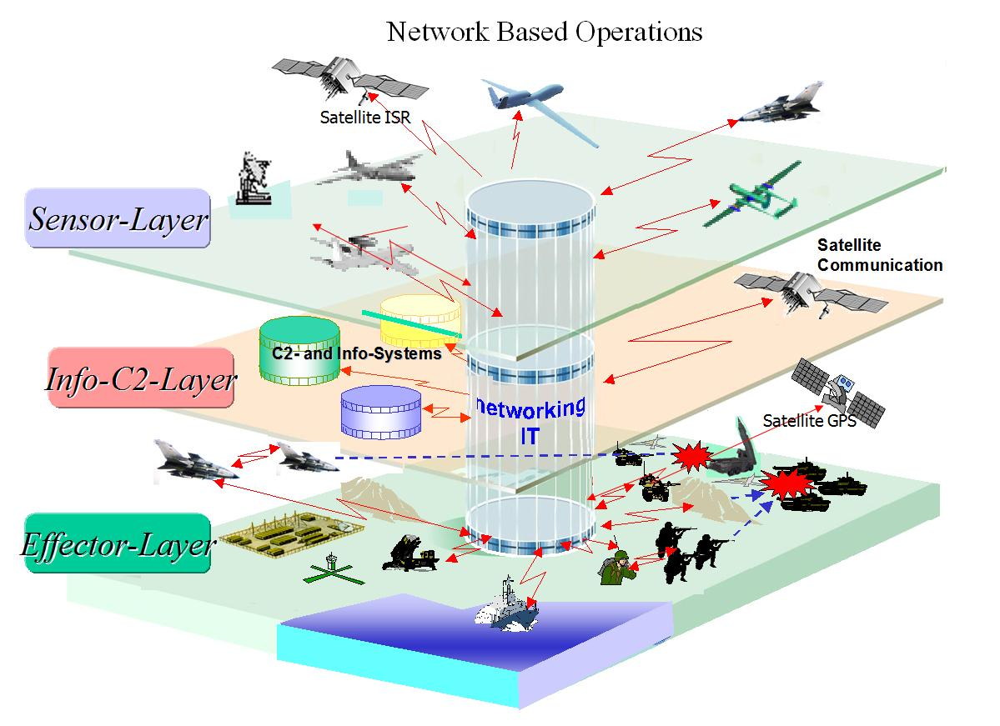 Network Based Operations
Satellite ISR
Sensor-Layer
Satellite
Communication
C2- and Info-Systems
Info-C2-Layer
networking
IT
Satellite GPS
Effector-Layer